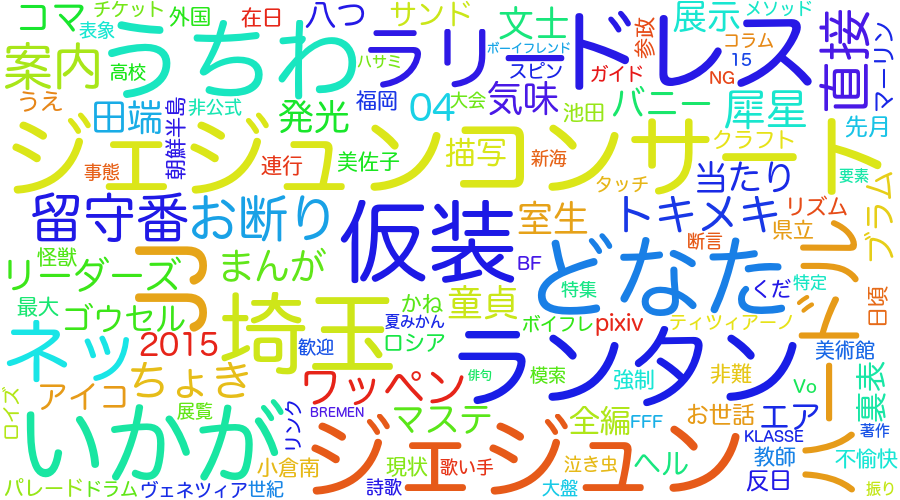 コマ
チケット
外国
在日
八つ
サンド
文士
参政
展示
メソッド
表象
うちわ
ラリー
ドレス
ボーイフレンド
コラム
直接
マーリン
案内
高校
ハサミ
スピン
ガイド
15
NG
うえ
田端
朝鮮半島
非公式
発光
福岡
04
大会
気味
池田
バニー
犀星
先月
ジェジュンコンサート
事態
連行
美佐子
描写
新海
クラフト
タッチ
当たり
要素
留守番
お断り
仮装
室生
トキメキ
リズム
断言
県立
ブラム
怪獣
リーダーズ
つ
まんが
BF
どなた
特集
くだ
特定
日頃
最大
ゴウセル
埼玉
かね
童貞
夏みかん
ロシア
ボイフレ
pixiv
ティツィアーノ
ドール
ネッ
2015
歓迎
ランタン
美術館
ちょき
ワッペン
俳句
模索
強制
非難
Vo
裏表
ロイズ
アイコ
展覧
リンク
BREMEN
マステ
全編
FFF
お世話
エア
KLASSE
著作
いかが
ジェジュン
小倉南
現状
歌い手
泣き虫
ヘル
教師
反日
不愉快
パレード
ドラム
ヴェネツィア
世紀
詩歌
大盤
振り